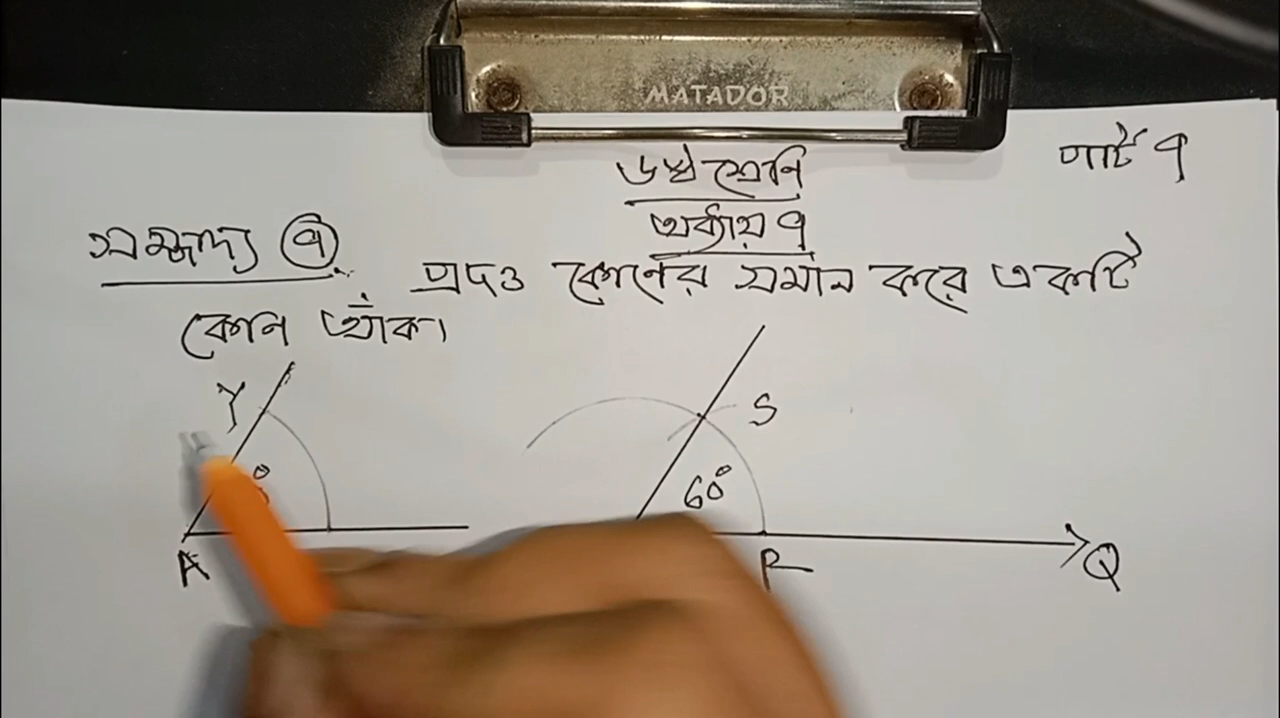 MATADOR
৬ষ্ঠ শ্রেণি
পার্ট ৭
অধ্যায় ৭
সম্পাদ্য ৭
প্রদত্ত কোণের সমান করে একটি
কোন আঁক।
Y
S
60°
A
R
Q